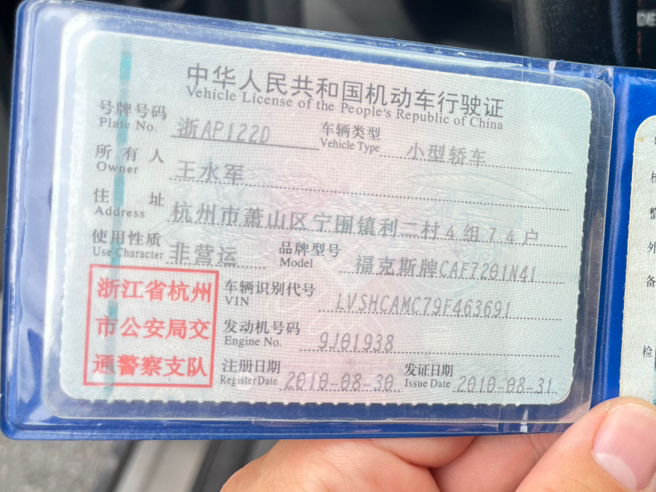 中华人民共和国机动车行驶证
Vehicle License of the People's Republic of China
号牌号码 浙AP122D 车辆类型 小型轿车
Plate No. Vehicle Type
所有人 王水军
Owner
住址 杭州市萧山区宁围镇利二村4组74户
Address
使用性质 非营运 品牌型号 福克斯牌CAF7201N41
Use Character Model
浙江省杭州
市公安局交
通警察支队
车辆识别代号 LVSHCAMC79F463691
VIN
发动机号码 9J01938
Engine No.
注册日期 2010-08-30 发证日期 2010-08-31
Register Date Issue Date